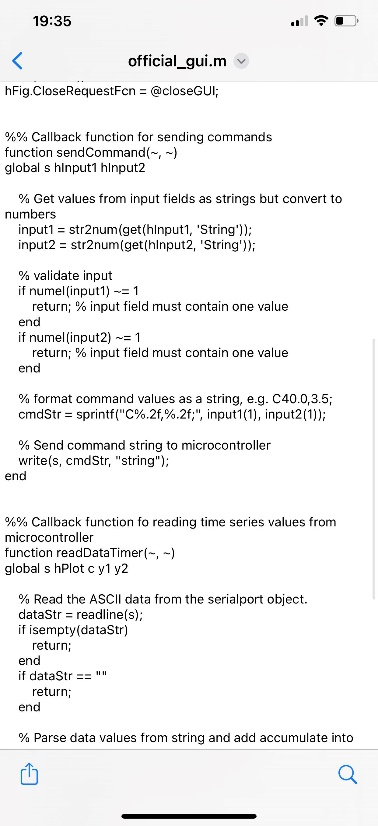 19:35
official_gui.m
hFig.CloseRequestFcn = @closeGUI;
%% Callback function for sending commands
function sendCommand(~, ~)
global s hInput1 hInput2
% Get values from input fields as strings but convert to
numbers
input1 = str2num(get(hInput1, 'String'));
input2 = str2num(get(hInput2, 'String'));
% validate input
if numel(input1) ~= 1
return; % input field must contain one value
end
if numel(input2) ~= 1
return; % input field must contain one value
end
% format command values as a string, e.g. C40.0,3.5;
cmdStr = sprintf("C%.2f,%.2f;", input1(1), input2(1));
% Send command string to microcontroller
write(s, cmdStr, "string");
end
%% Callback function fo reading time series values from
microcontroller
function readDataTimer(~, ~)
global s hPlot c y1 y2
% Read the ASCII data from the serialport object.
dataStr = readline(s);
if isempty(dataStr)
return;
end
if dataStr == ""
return;
end
% Parse data values from string and add accumulate into